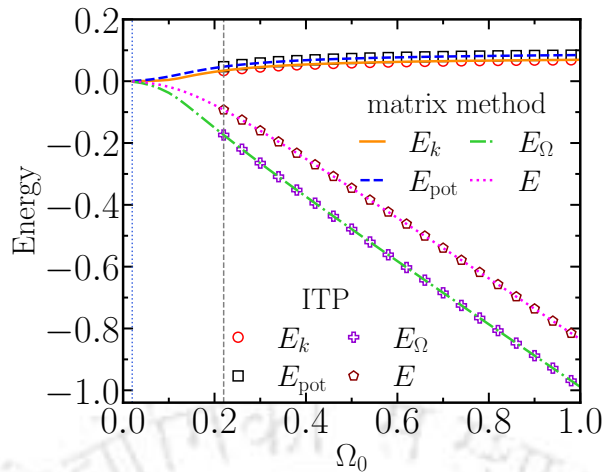 0.2
0.0
−0.2
−0.4
−0.6
−0.8
−1.0
Energy
matrix method
E_k E_Ω
E_pot E
ITP
E_k E_Ω
E_pot E
0.0 0.2 0.4 0.6 0.8 1.0
Ω_0